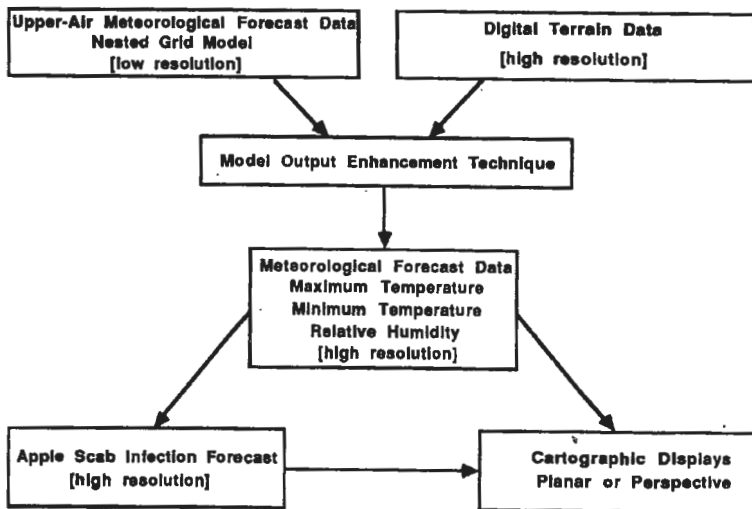 Upper-Air Meteorological Forecast Data
Nested Grid Model
[low resolution]
Digital Terrain Data
[high resolution]
Model Output Enhancement Technique
Meteorological Forecast Data
Maximum Temperature
Minimum Temperature
Relative Humidity
[high resolution]
Apple Scab Infection Forecast
[high resolution]
Cartographic Displays
Planar or Perspective